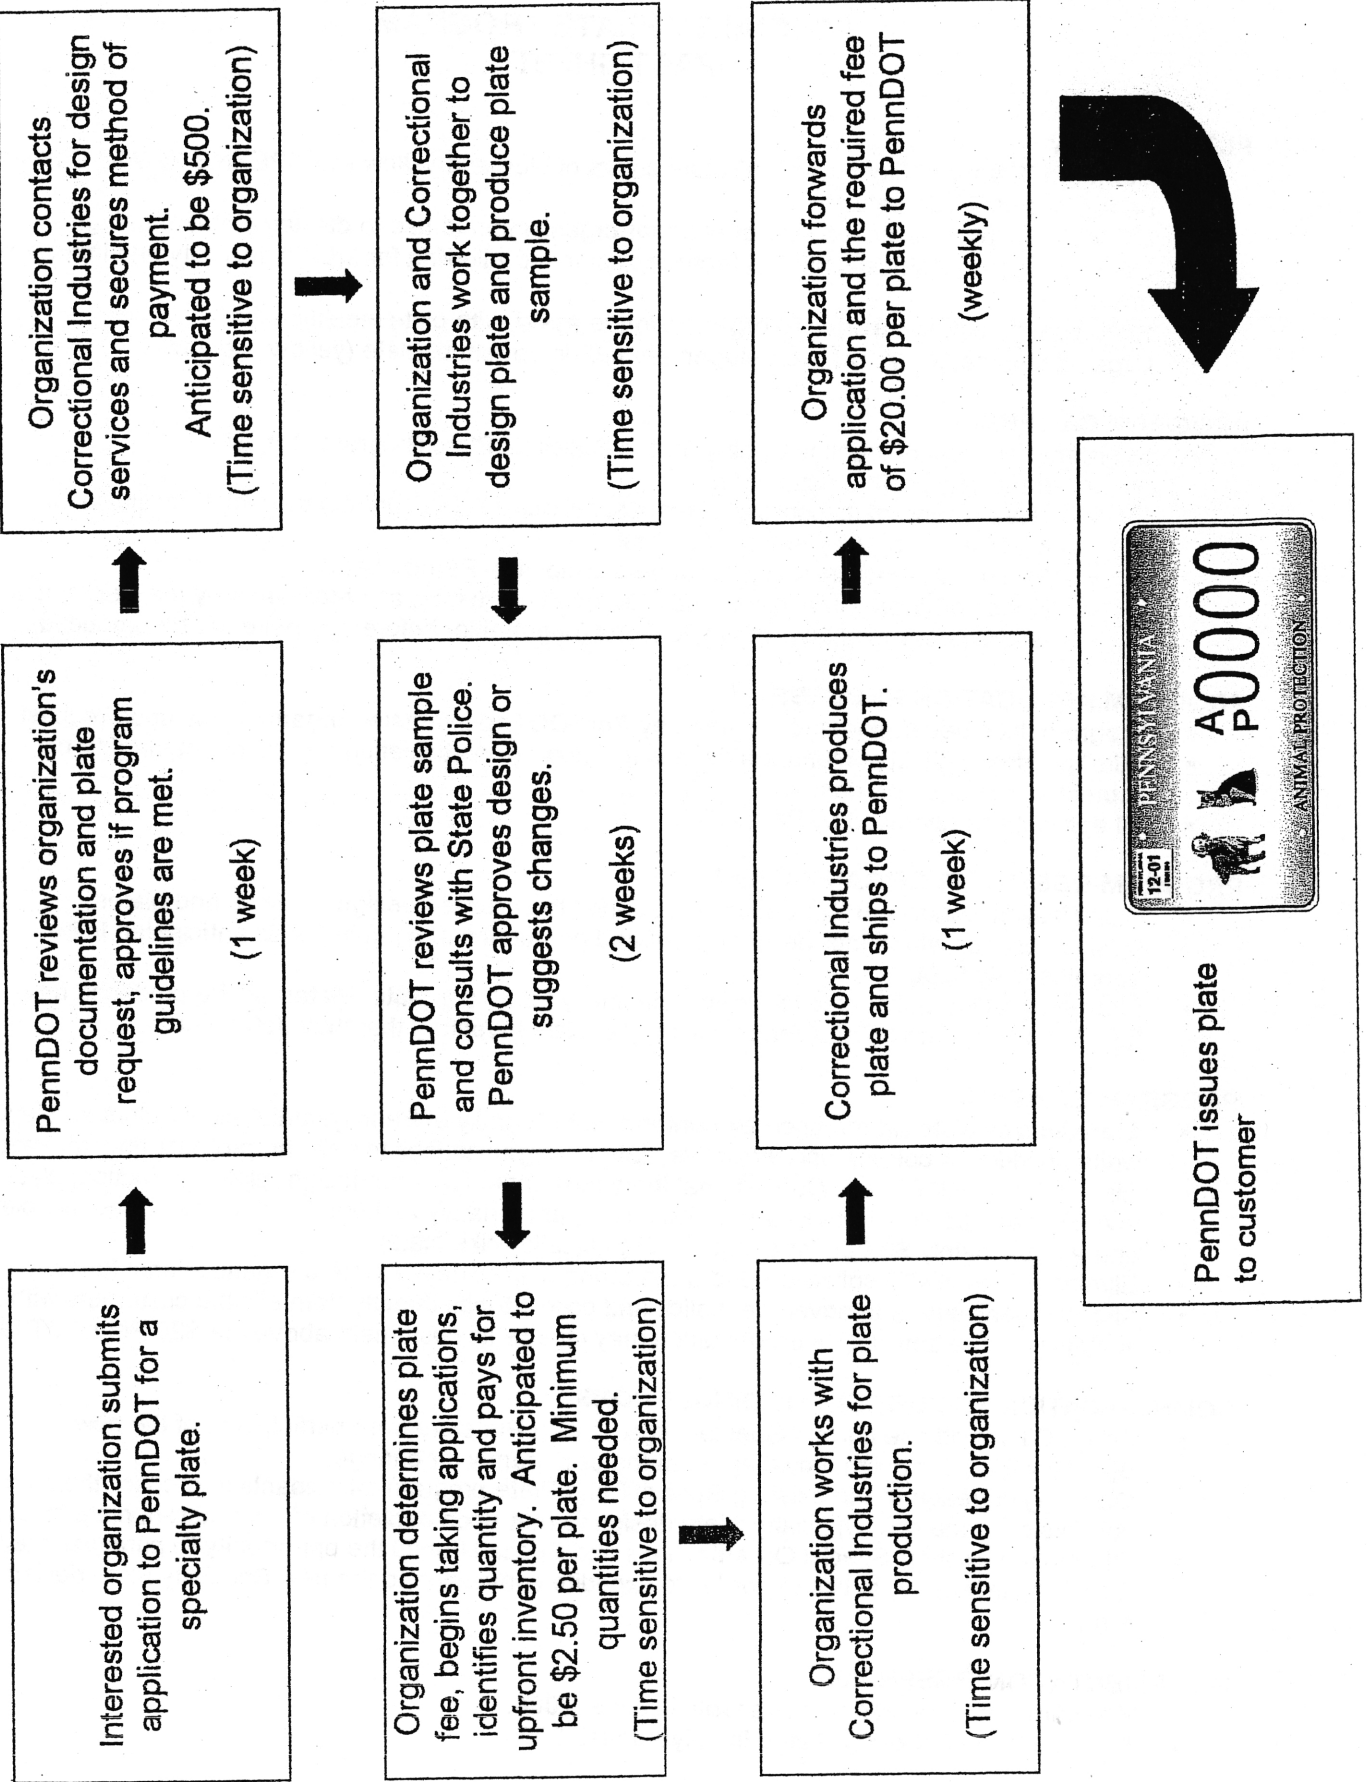 Interested organization submits
application to PennDOT for a
specialty plate.
PennDOT reviews organization's
documentation and plate
request, approves if program
guidelines are met.
(1 week)
Organization contacts
Correctional Industries for design
services and secures method of
payment.
Anticipated to be $500.
(Time sensitive to organization)
Organization and Correctional
Industries work together to
design plate and produce plate
sample.
(Time sensitive to organization)
PennDOT reviews plate sample
and consults with State Police.
PennDOT approves design or
suggests changes.
(2 weeks)
Organization determines plate
fee, begins taking applications,
identifies quantity and pays for
upfront inventory. Anticipated to
be $2.50 per plate. Minimum
quantities needed.
(Time sensitive to organization)
Organization works with
Correctional Industries for plate
production.
(Time sensitive to organization)
Correctional Industries produces
plate and ships to PennDOT.
(1 week)
Organization forwards
application and the required fee
of $20.00 per plate to PennDOT
(weekly)
PennDOT issues plate
to customer
PENNSYLVANIA
12-01
AP0000
ANIMAL PROTECTION